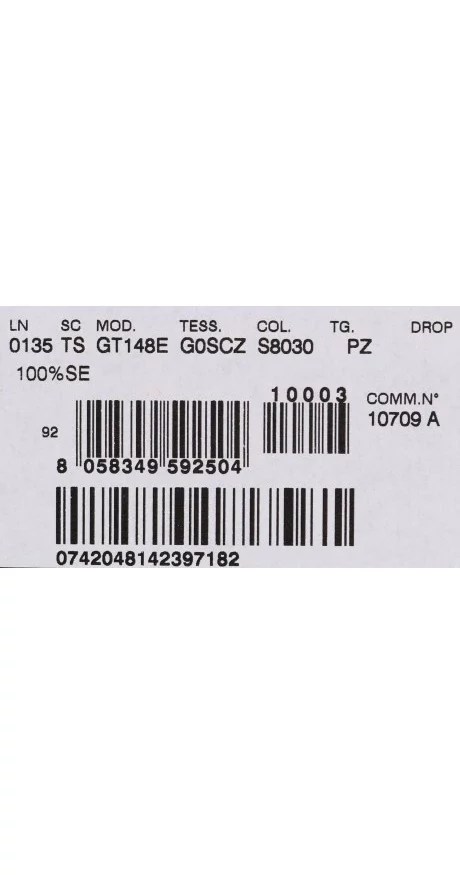 LN SC MOD. TESS. COL. TG. DROP
0135 TS GT148E G0SCZ S8030 PZ
100%SE
10003 COMM.N°
92 10709 A
8 058349 592504
0742048142397182